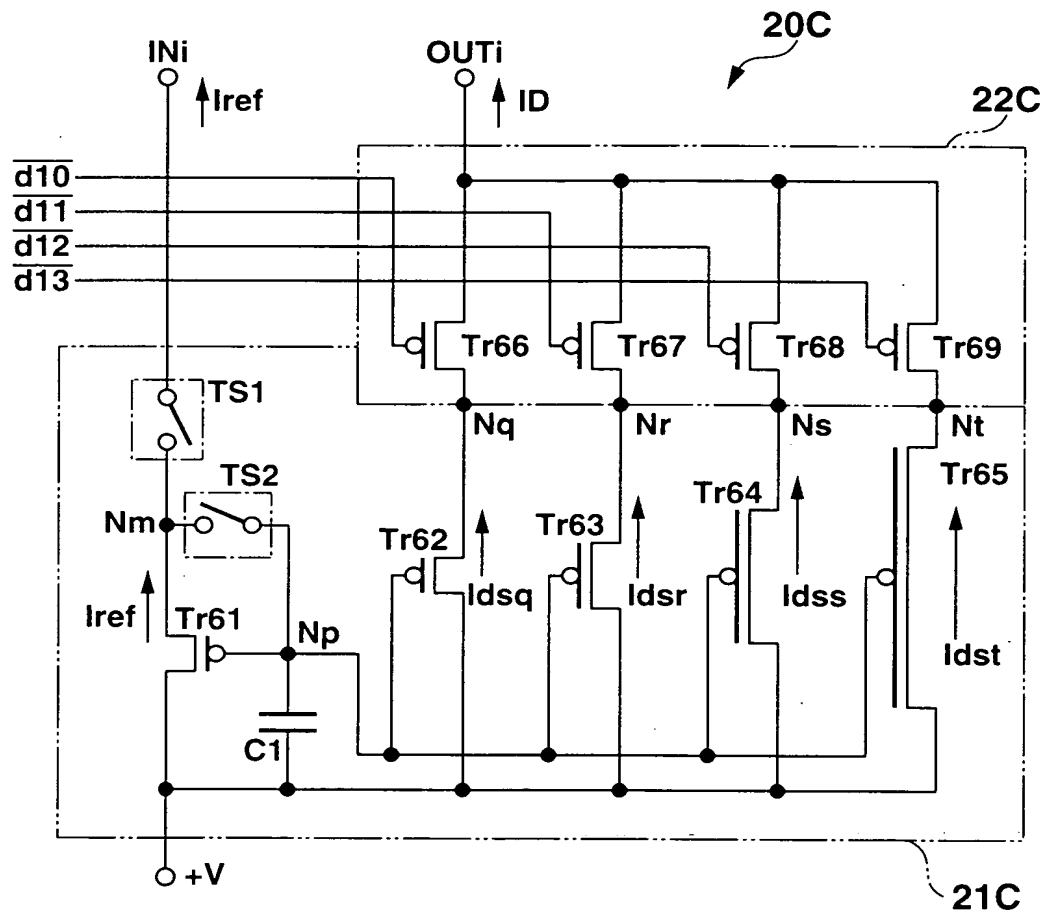 20C
INi
OUTi
Iref
ID
22C
d10
d11
d12
d13
Tr66
Tr67
Tr68
Tr69
TS1
Nq
Nr
Ns
Nt
TS2
Nm
Tr62
Tr63
Tr64
Tr65
Iref
Tr61
Np
Idsq
Idsr
Idss
Idst
C1
+V
21C